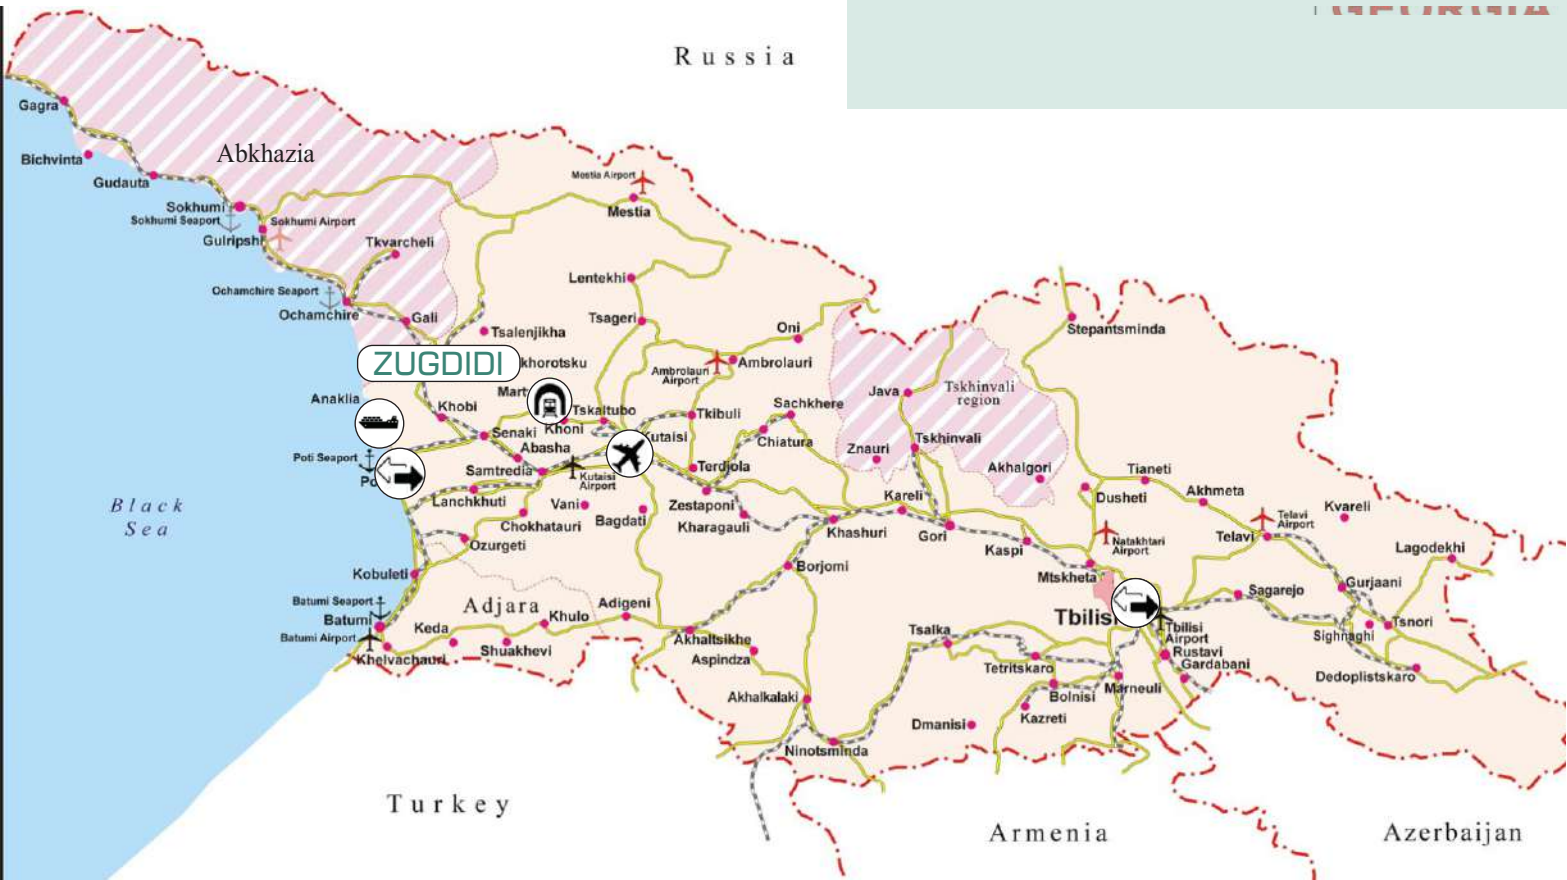 GEORGIA
Russia
Gagra
Abkhazia
Bichvinta
Gudauta
Mestia Airport
Mestia
Sokhumi
Sokhumi Seaport
Sokhumi Airport
Gulripshi
Tkvarcheli
Lentekhi
Ochamchire Seaport
Ochamchire
Gali
Tsageri
Tsalenjikha
Oni
Stepantsminda
ZUGDIDI
khorotsku
Ambrolauri
Ambrolauri
Airport
Mart
Java
Tskhinvali
region
Anaklia
Khobi
Tskaltubo
Tkibuli
Sachkhere
Khoni
Senaki
Kutaisi
Chiatura
Znauri
Tskhinvali
Abasha
Poti Seaport
Po
Samtredia
Kutaisi
Airport
Terdjola
Akhalgori
Tianeti
Dusheti
Akhmeta
Lanchkhuti
Vani
Zestaponi
Kareli
Kvareli
Black
Sea
Chokhatauri
Bagdati
Kharagauli
Khashuri
Gori
Kaspi
Natakhtari
Airport
Telavi
Airport
Telavi
Lagodekhi
Ozurgeti
Kobuleti
Borjomi
Mtskheta
Gurjaani
Sagarejo
Batumi Seaport
Batumi
Batumi Airport
Adjara
Adigeni
Khulo
Keda
Shuakhevi
Khelvachauri
Akhaltsikhe
Aspindza
Tbilisi
Tbilisi
Airport
Tsalka
Tsnori
Sighnaghi
Rustavi
Gardabani
Tetritskaro
Dedoplistskaro
Akhalkalaki
Bolnisi
Marneuli
Kazreti
Dmanisi
Ninotsminda
Turkey
Armenia
Azerbaijan